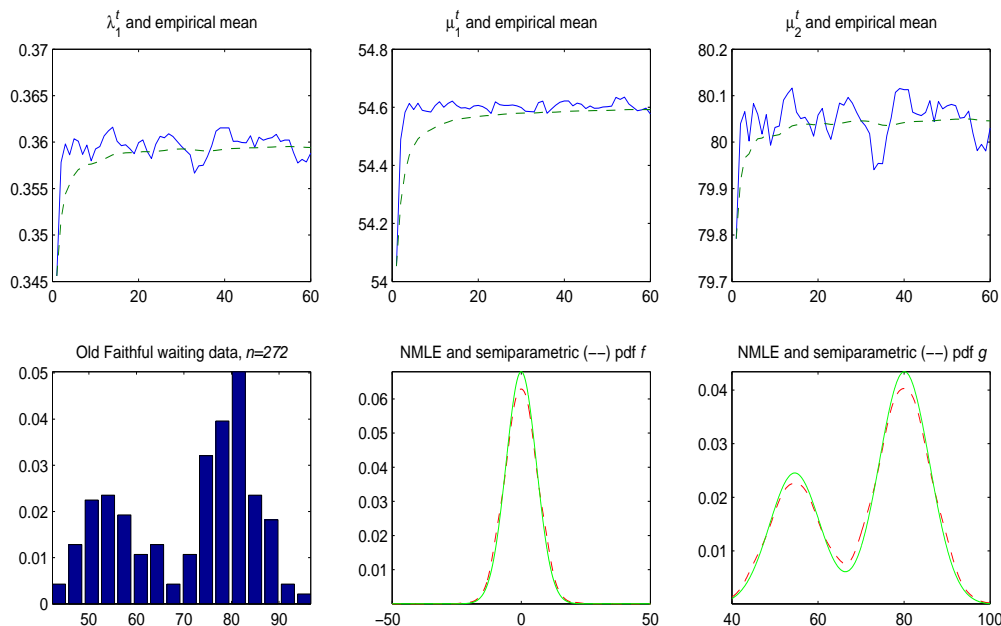 λ₁ᵗ and empirical mean
0.37
0.365
0.36
0.355
0.35
0.345
0 20 40 60
μ₁ᵗ and empirical mean
54.8
54.6
54.4
54.2
54
0 20 40 60
μ₂ᵗ and empirical mean
80.2
80.1
80
79.9
79.8
79.7
0 20 40 60
Old Faithful waiting data, n=272
0.05
0.04
0.03
0.02
0.01
0
50 60 70 80 90
NMLE and semiparametric (−−) pdf f
0.06
0.05
0.04
0.03
0.02
0.01
−50 0 50
NMLE and semiparametric (−−) pdf g
0.04
0.03
0.02
0.01
40 60 80 100